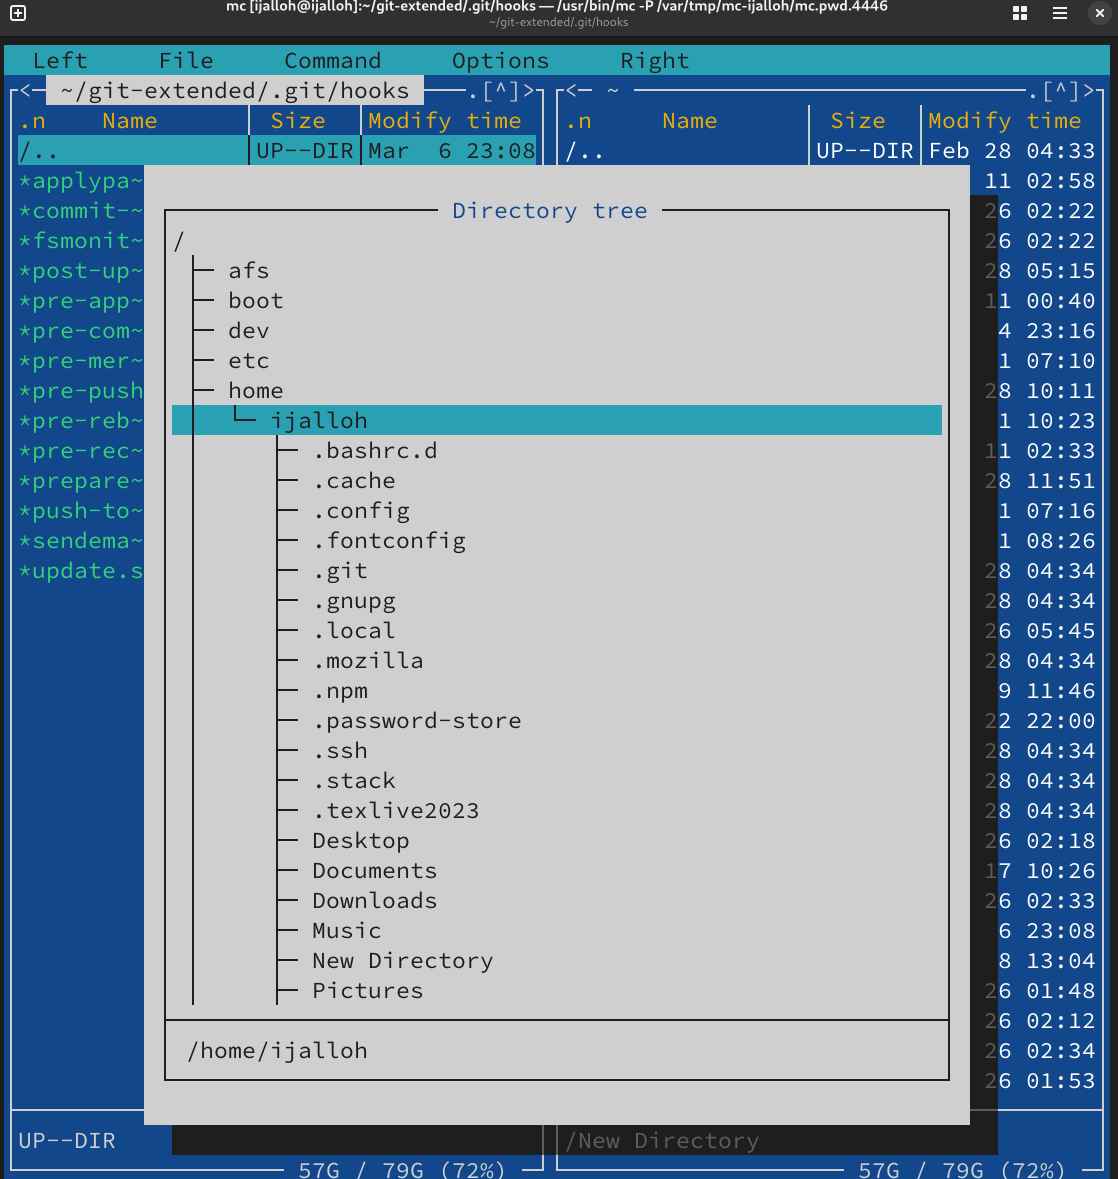 mc [ijalloh@ijalloh]:~/git-extended/.git/hooks — /usr/bin/mc -P /var/tmp/mc-ijalloh/mc.pwd.4446
~/git-extended/.git/hooks
Left File Command Options Right
<─ ~/git-extended/.git/hooks ──.[^]> <─ ~ ──.[^]>
.n Name Size Modify time .n Name Size Modify time
/.. UP--DIR Mar 6 23:08 /.. UP--DIR Feb 28 04:33
*applypa~ 11 02:58
*commit-~ Directory tree 26 02:22
*fsmonit~ / 26 02:22
*post-up~ afs 28 05:15
*pre-app~ boot 11 00:40
*pre-com~ dev 4 23:16
*pre-mer~ etc 1 07:10
*pre-push home 28 10:11
*pre-reb~ ijalloh 1 10:23
*pre-rec~ .bashrc.d 11 02:33
*prepare~ .cache 28 11:51
*push-to~ .config 1 07:16
*sendema~ .fontconfig 1 08:26
*update.s .git 28 04:34
.gnupg 28 04:34
.local 26 05:45
.mozilla 28 04:34
.npm 9 11:46
.password-store 22 22:00
.ssh 28 04:34
.stack 28 04:34
.texlive2023 28 04:34
Desktop 26 02:18
Documents 17 10:26
Downloads 26 02:33
Music 6 23:08
New Directory 8 13:04
Pictures 26 01:48
26 02:12
/home/ijalloh 26 02:34
26 01:53
UP--DIR /New Directory
57G / 79G (72%) 57G / 79G (72%)